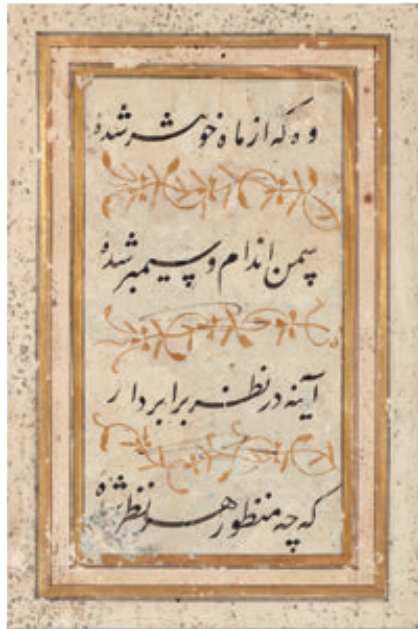 وه که از ماه خوشتر شدهٔ
سمن اندام و سیمبر شدهٔ
آینه در نظر برابر دار
که چه منظور هر نظر شدهٔ